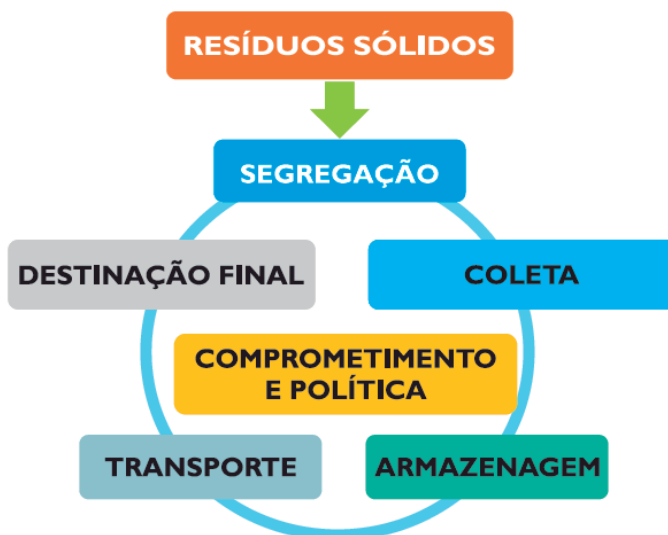 RESÍDUOS SÓLIDOS
SEGREGAÇÃO
DESTINAÇÃO FINAL
COLETA
COMPROMETIMENTO
E POLÍTICA
TRANSPORTE
ARMAZENAGEM